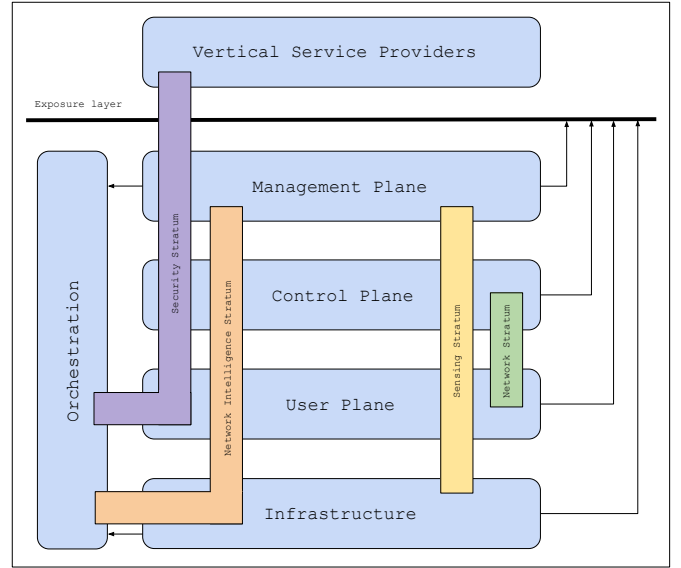 Vertical Service Providers
Exposure layer
Management Plane
Control Plane
User Plane
Infrastructure
Orchestration
Security Stratum
Network Intelligence Stratum
Sensing Stratum
Network Stratum